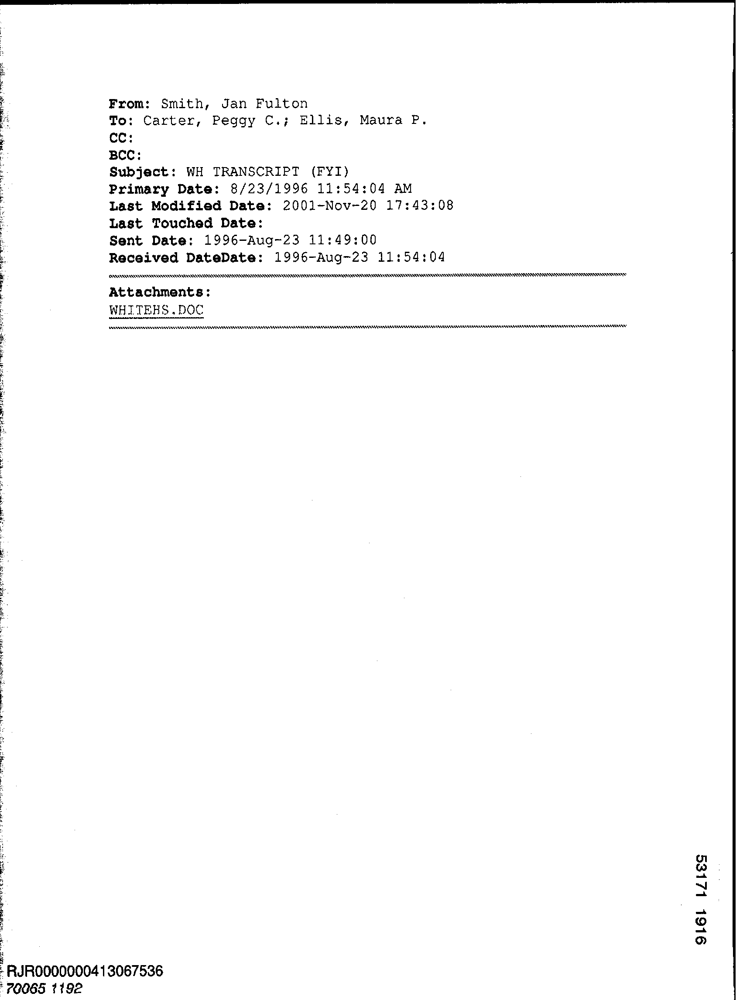 From: Smith, Jan Fulton
To: Carter, Peggy C.; Ellis, Maura P.
CC:
BCC:
Subject: WH TRANSCRIPT (FYI)
Primary Date: 8/23/1996 11:54:04 AM
Last Modified Date: 2001-Nov-20 17:43:08
Last Touched Date:
Sent Date: 1996-Aug-23 11:49:00
Received DateDate: 1996-Aug-23 11:54:04
Attachments:
WHITEHS.DOC
53171 1916
RJR0000000413067536
70065 1192